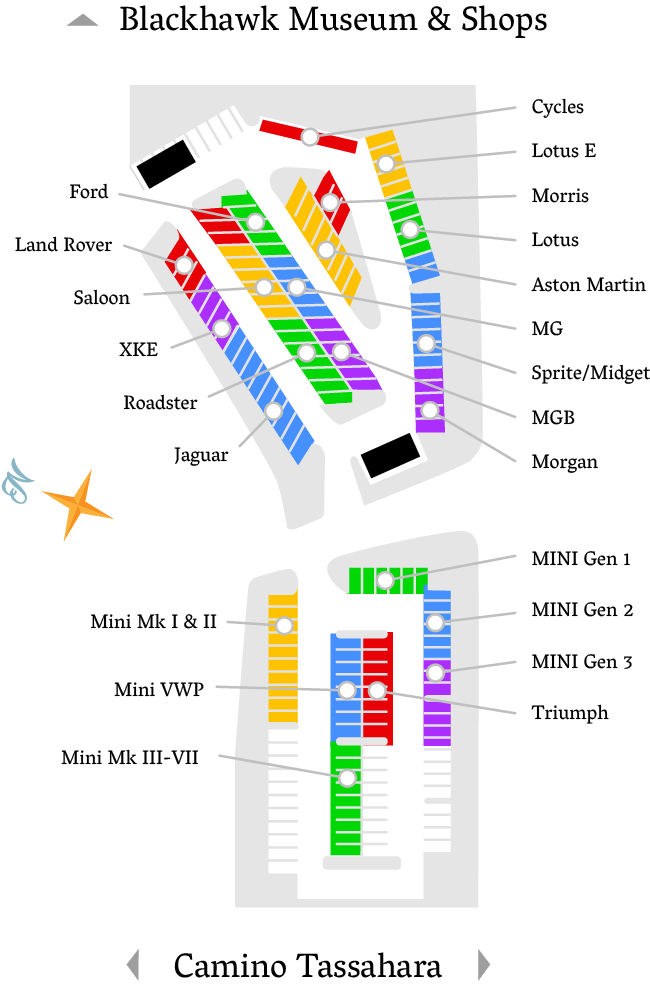 Blackhawk Museum & Shops
Cycles
Lotus E
Ford
Morris
Land Rover
Lotus
Saloon
Aston Martin
XKE
MG
Roadster
Sprite/Midget
Jaguar
MGB
Morgan
N
MINI Gen 1
Mini Mk I & II
MINI Gen 2
Mini VWP
MINI Gen 3
Mini Mk III-VII
Triumph
Camino Tassahara